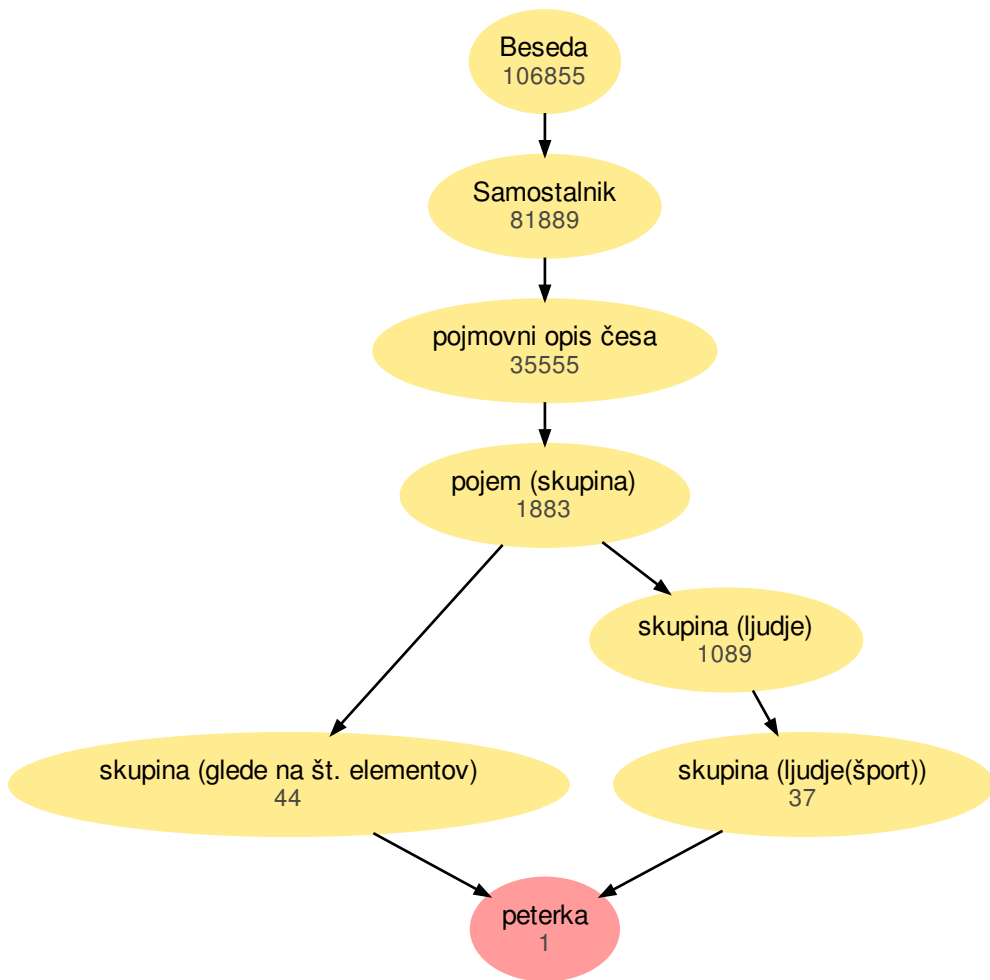 Beseda
106855
Samostalnik
81889
pojmovni opis česa
35555
pojem (skupina)
1883
skupina (ljudje)
1089
skupina (glede na št. elementov)
44
skupina (ljudje(šport))
37
peterka
1